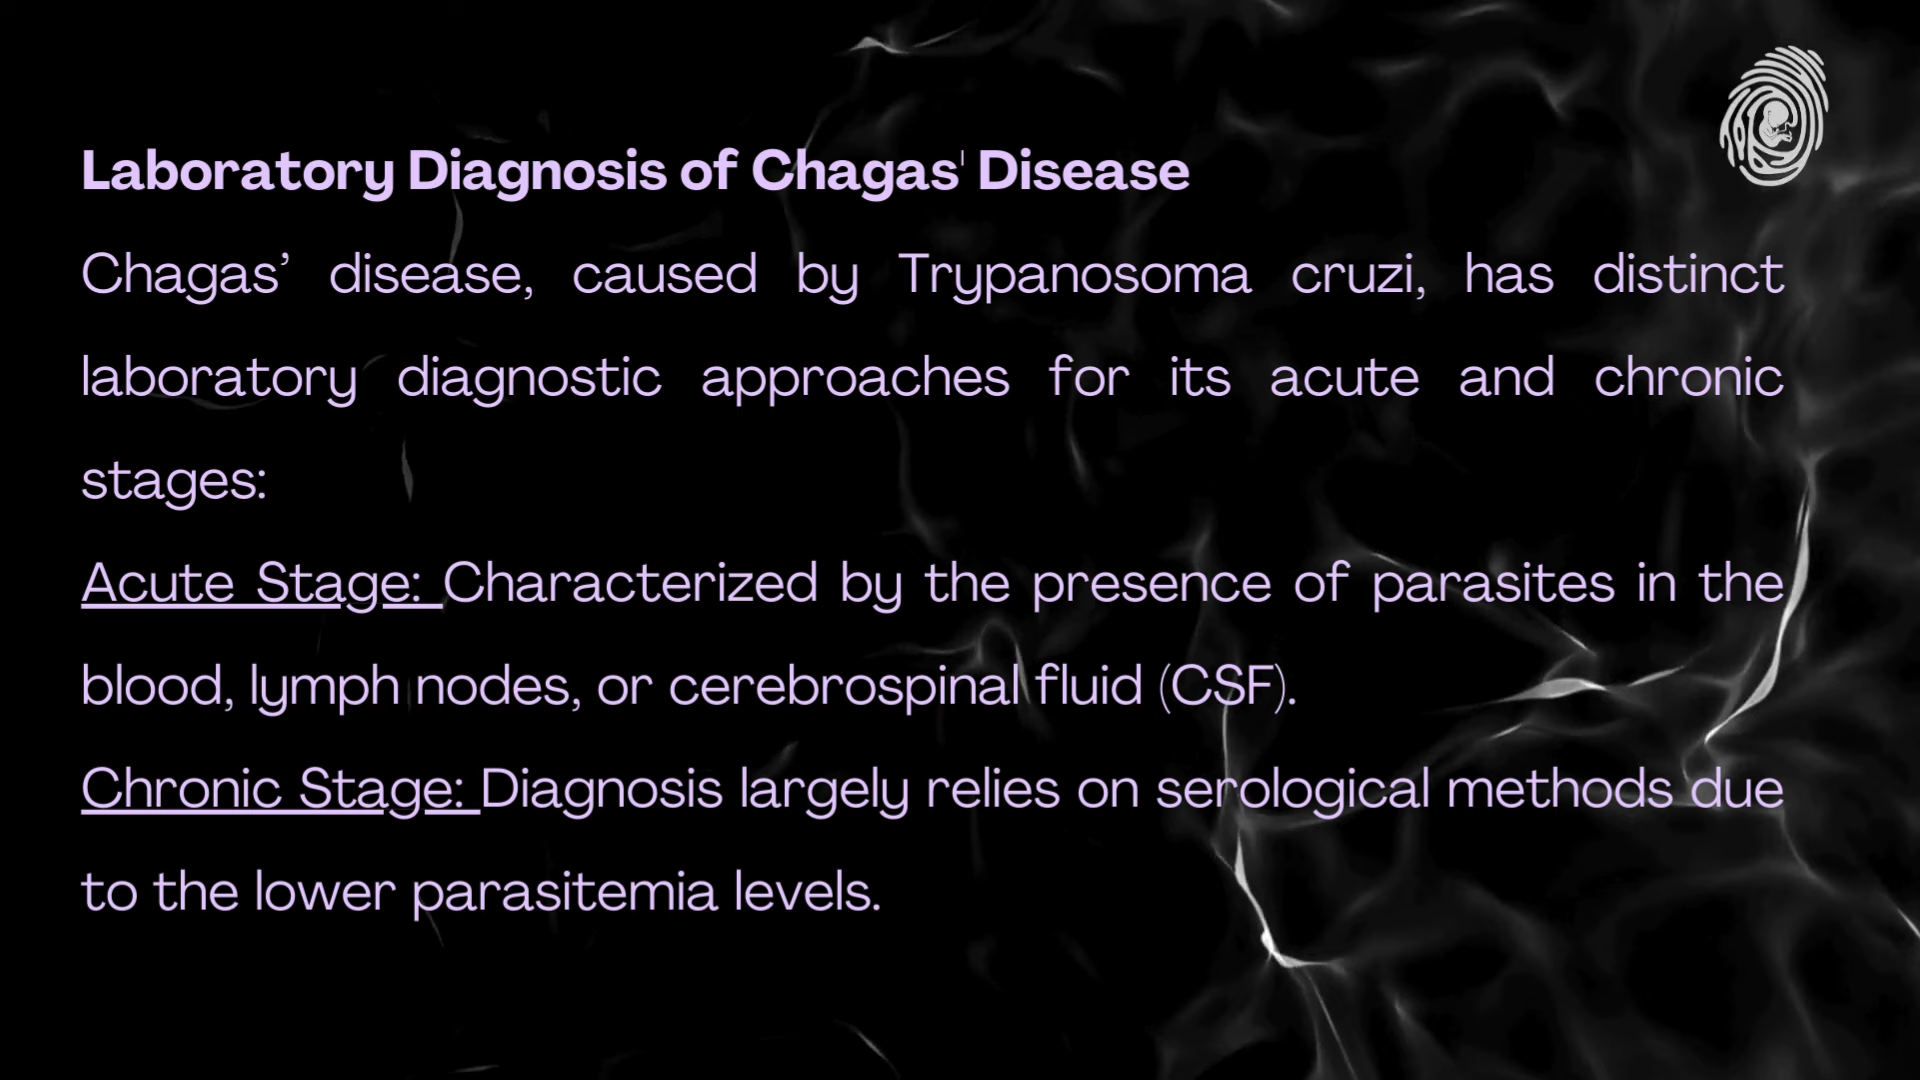 Laboratory Diagnosis of Chagas' Disease
Chagas’ disease, caused by Trypanosoma cruzi, has distinct
laboratory diagnostic approaches for its acute and chronic
stages:
Acute Stage: Characterized by the presence of parasites in the
blood, lymph nodes, or cerebrospinal fluid (CSF).
Chronic Stage: Diagnosis largely relies on serological methods due
to the lower parasitemia levels.